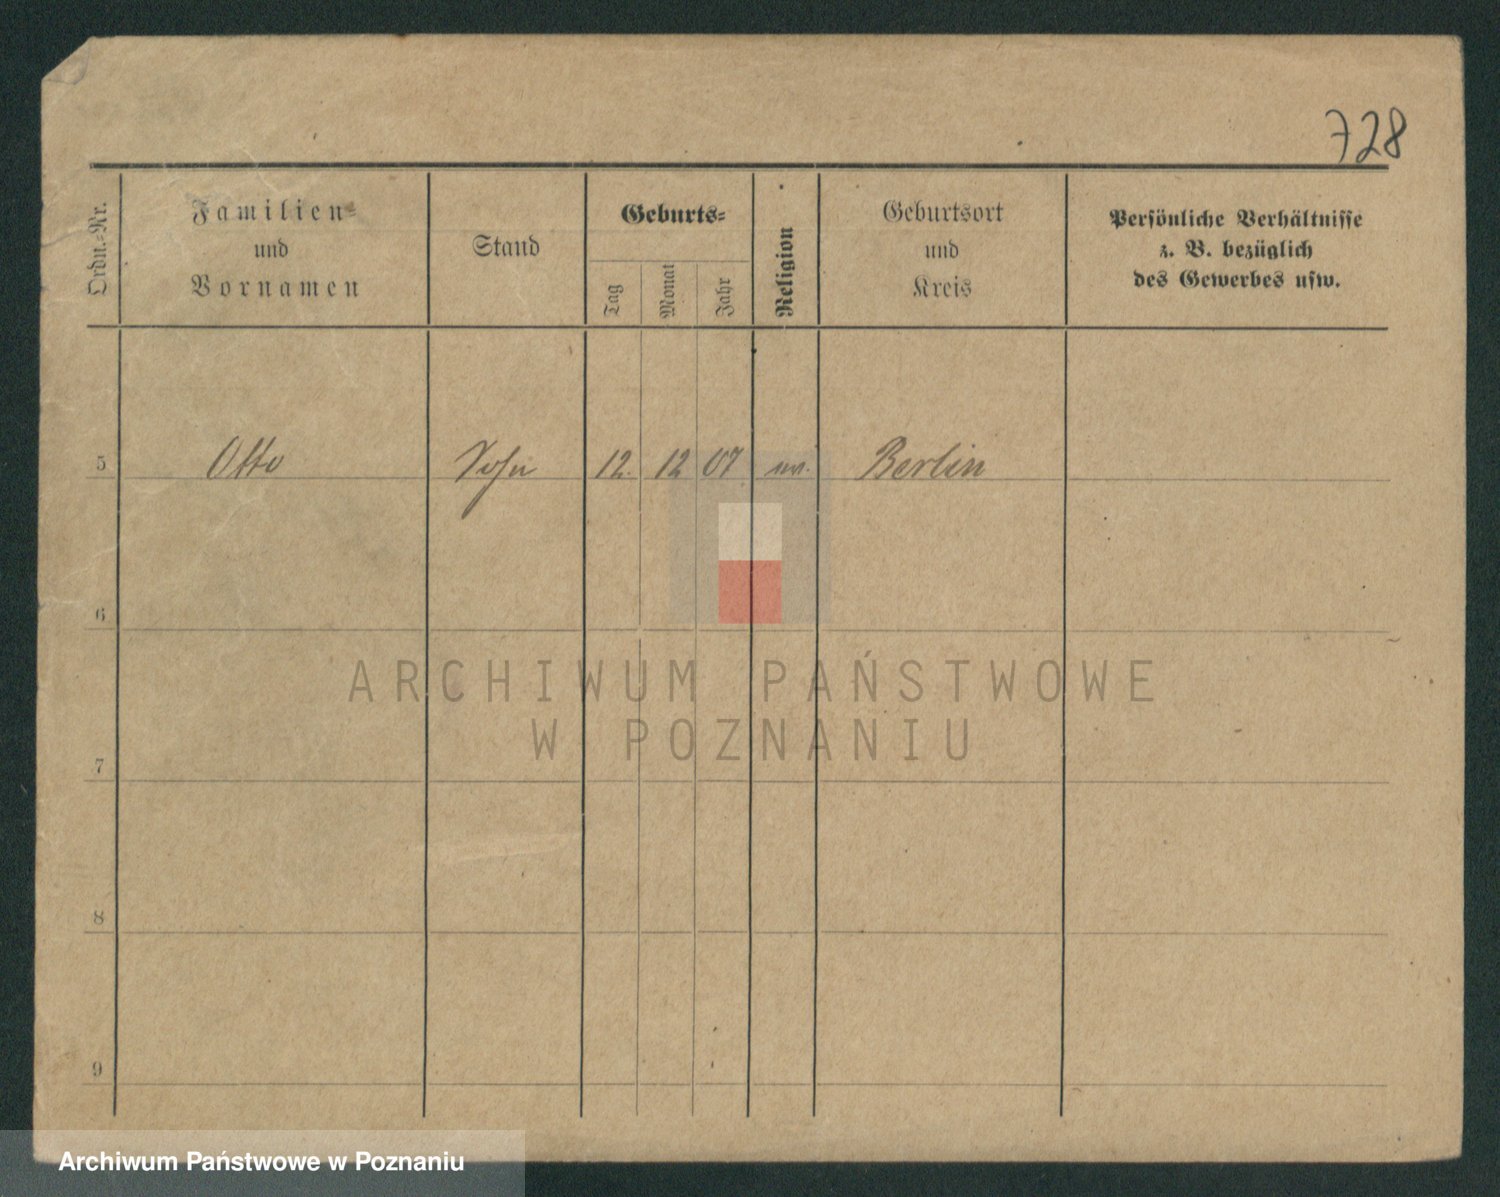 728
Ordn.-Nr.
Familien-
und
Vornamen
Stand
Geburts-
Tag
Monat
Jahr
Religion
Geburtsort
und
Kreis
Persönliche Verhältnisse
z. B. bezüglich
des Gewerbes usw.
5 Otto Sohn 12. 12 07 Berlin
6
7
8
9
ARCHIWUM PAŃSTWOWE
W POZNANIU
Archiwum Państwowe w Poznaniu